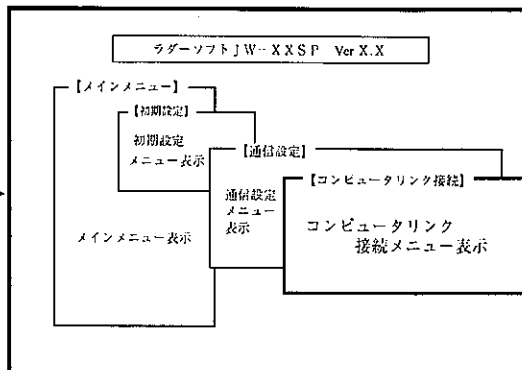 ラダーソフトJW-XXSP Ver X.X
【メインメニュー】
【初期設定】
初期設定
メニュー表示
【通信設定】
通信設定
メニュー
表示
【コンピュータリンク接続】
コンピュータリンク
接続メニュー表示
メインメニュー表示